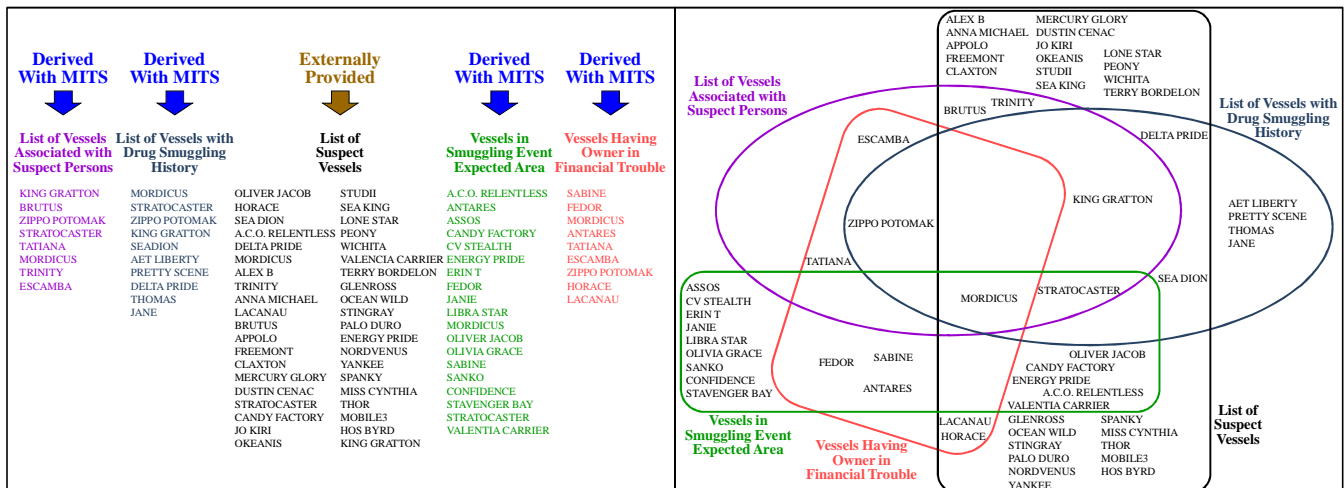 Derived
With MITS
Derived
With MITS
Externally
Provided
Derived
With MITS
Derived
With MITS
List of Vessels
Associated with
Suspect Persons
List of Vessels with
Drug Smuggling
History
List of
Suspect
Vessels
Vessels in
Smuggling Event
Expected Area
Vessels Having
Owner in
Financial Trouble
KING GRATTON
BRUTUS
ZIPPO POTOMAK
STRATOCASTER
TATIANA
MORDICUS
TRINITY
ESCAMBA
MORDICUS
STRATOCASTER
ZIPPO POTOMAK
KING GRATTON
SEADION
AET LIBERTY
PRETTY SCENE
DELTA PRIDE
THOMAS
JANE
OLIVER JACOB
HORACE
SEA DION
A.C.O. RELENTLESS
DELTA PRIDE
MORDICUS
ALEX B
TRINITY
ANNA MICHAEL
LACANAU
BRUTUS
APPOLO
FREEMONT
CLAXTON
MERCURY GLORY
DUSTIN CENAC
STRATOCASTER
CANDY FACTORY
JO KIRI
OKEANIS
STUDII
SEA KING
LONE STAR
PEONY
WICHITA
VALENCIA CARRIER
TERRY BORDELON
GLENROSS
OCEAN WILD
STINGRAY
PALO DURO
ENERGY PRIDE
NORDVENUS
YANKEE
SPANKY
MISS CYNTHIA
THOR
MOBILE3
HOS BYRD
KING GRATTON
A.C.O. RELENTLESS
ANTARES
ASSOS
CANDY FACTORY
CV STEALTH
ENERGY PRIDE
ERIN T
FEDOR
JANIE
LIBRA STAR
MORDICUS
OLIVER JACOB
OLIVIA GRACE
SABINE
SANKO
CONFIDENCE
STAVENGER BAY
STRATOCASTER
VALENTIA CARRIER
SABINE
FEDOR
MORDICUS
ANTARES
TATIANA
ESCAMBA
ZIPPO POTOMAK
HORACE
LACANAU
ALEX B
ANNA MICHAEL
APPOLO
FREEMONT
CLAXTON
MERCURY GLORY
DUSTIN CENAC
JO KIRI
OKEANIS
STUDII
SEA KING
LONE STAR
PEONY
WICHITA
TERRY BORDELON
List of Vessels
Associated with
Suspect Persons
BRUTUS
TRINITY
List of Vessels with
Drug Smuggling
History
ESCAMBA
DELTA PRIDE
KING GRATTON
AET LIBERTY
PRETTY SCENE
THOMAS
JANE
ZIPPO POTOMAK
TATIANA
SEA DION
ASSOS
CV STEALTH
ERIN T
JANIE
LIBRA STAR
OLIVIA GRACE
SANKO
CONFIDENCE
STAVENGER BAY
MORDICUS
STRATOCASTER
FEDOR
SABINE
ANTARES
OLIVER JACOB
CANDY FACTORY
ENERGY PRIDE
A.C.O. RELENTLESS
VALENTIA CARRIER
Vessels in
Smuggling Event
Expected Area
Vessels Having
Owner in
Financial Trouble
LACANAU
HORACE
GLENROSS
OCEAN WILD
STINGRAY
PALO DURO
NORDVENUS
YANKEE
SPANKY
MISS CYNTHIA
THOR
MOBILE3
HOS BYRD
List of
Suspect
Vessels